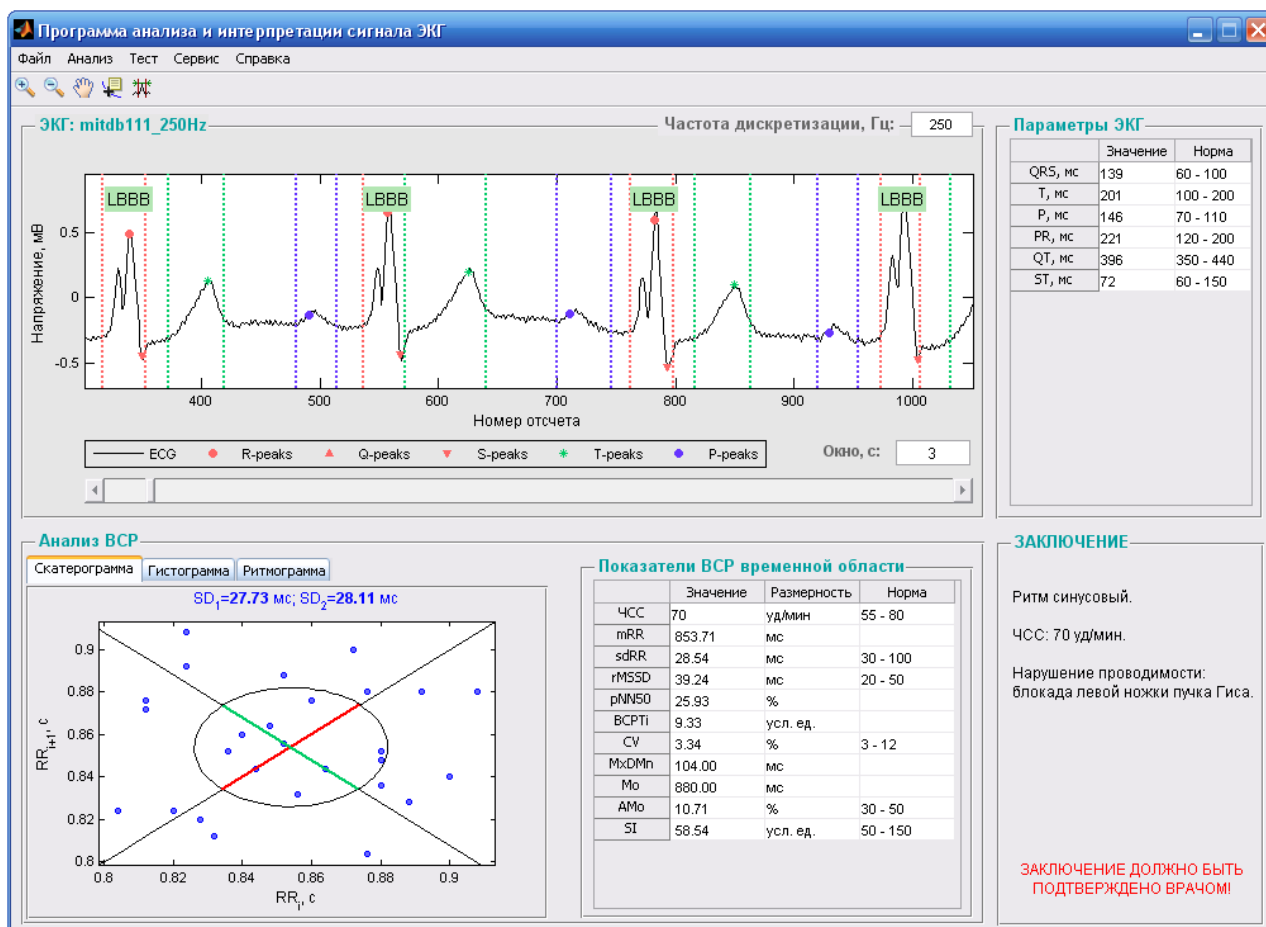 Программа анализа и интерпретации сигнала ЭКГ
Файл Анализ Тест Сервис Справка
ЭКГ: mitdb111_250Hz
Частота дискретизации, Гц: 250
LBBB LBBB LBBB LBBB
Напряжение, мВ
0.5
0
-0.5
400 500 600 700 800 900 1000
Номер отсчета
ECG R-peaks Q-peaks S-peaks T-peaks P-peaks
Окно, с: 3
Параметры ЭКГ
Значение Норма
QRS, мс 139 60 - 100
T, мс 201 100 - 200
P, мс 146 70 - 110
PR, мс 221 120 - 200
QT, мс 396 350 - 440
ST, мс 72 60 - 150
Анализ ВСР
Скатерограмма Гистограмма Ритмограмма
SD1=27.73 мс; SD2=28.11 мс
RRi+1, с
0.9
0.88
0.86
0.84
0.82
0.8
0.8 0.82 0.84 0.86 0.88 0.9
RRi, с
Показатели ВСР временной области
Значение Размерность Норма
ЧСС 70 уд/мин 55 - 80
mRR 853.71 мс
sdRR 28.54 мс 30 - 100
rMSSD 39.24 мс 20 - 50
pNN50 25.93 %
ВСРТi 9.33 усл. ед.
CV 3.34 % 3 - 12
MxDMn 104.00 мс
Mo 880.00 мс
AMo 10.71 % 30 - 50
SI 58.54 усл. ед. 50 - 150
ЗАКЛЮЧЕНИЕ
Ритм синусовый.
ЧСС: 70 уд/мин.
Нарушение проводимости:
блокада левой ножки пучка Гиса.
ЗАКЛЮЧЕНИЕ ДОЛЖНО БЫТЬ
ПОДТВЕРЖДЕНО ВРАЧОМ!